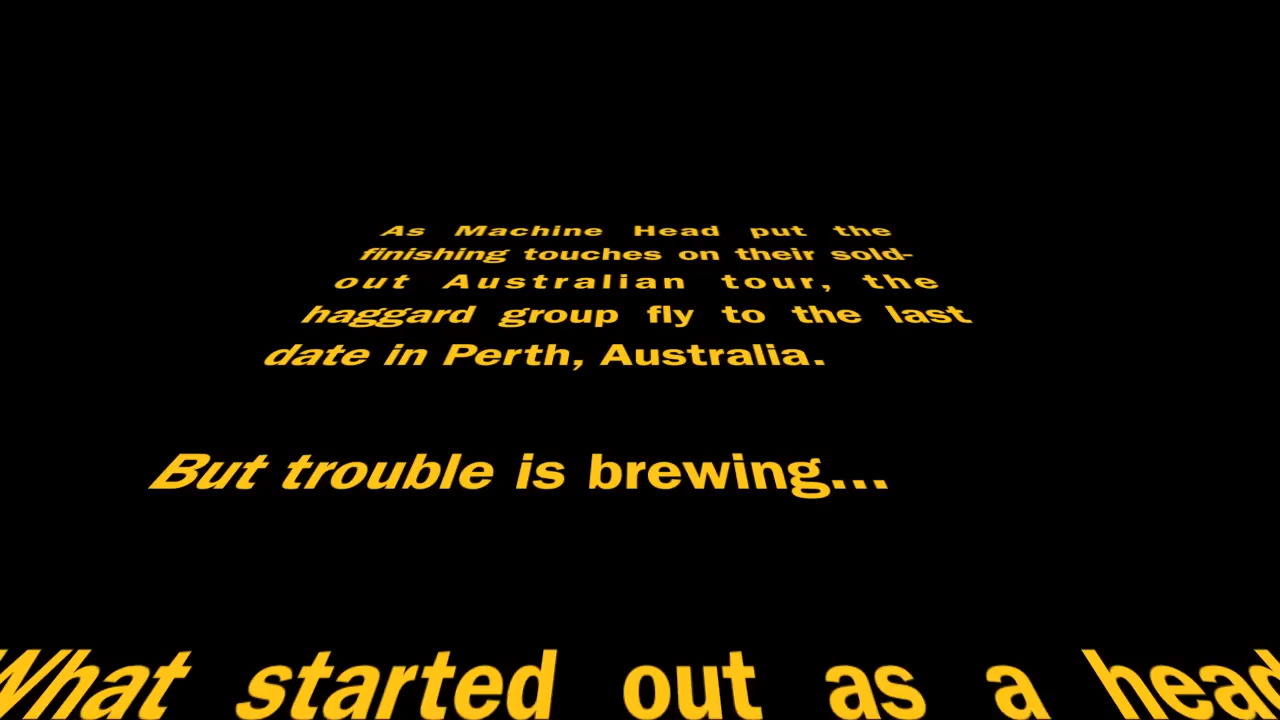 As Machine Head put the
finishing touches on their sold-
out Australian tour, the
haggard group fly to the last
date in Perth, Australia.
But trouble is brewing...
What started out as a head